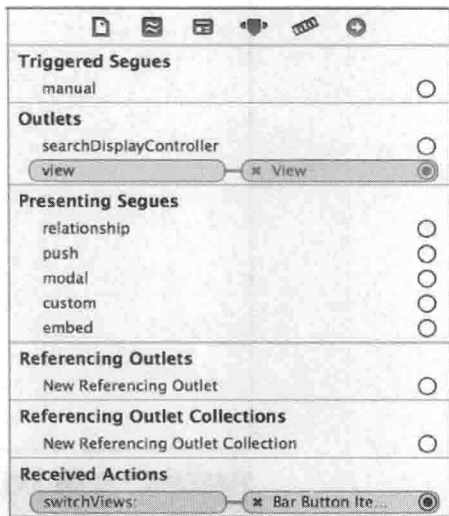 Triggered Segues
manual
Outlets
searchDisplayController
view × View
Presenting Segues
relationship
push
modal
custom
embed
Referencing Outlets
New Referencing Outlet
Referencing Outlet Collections
New Referencing Outlet Collection
Received Actions
switchViews: × Bar Button Ite...